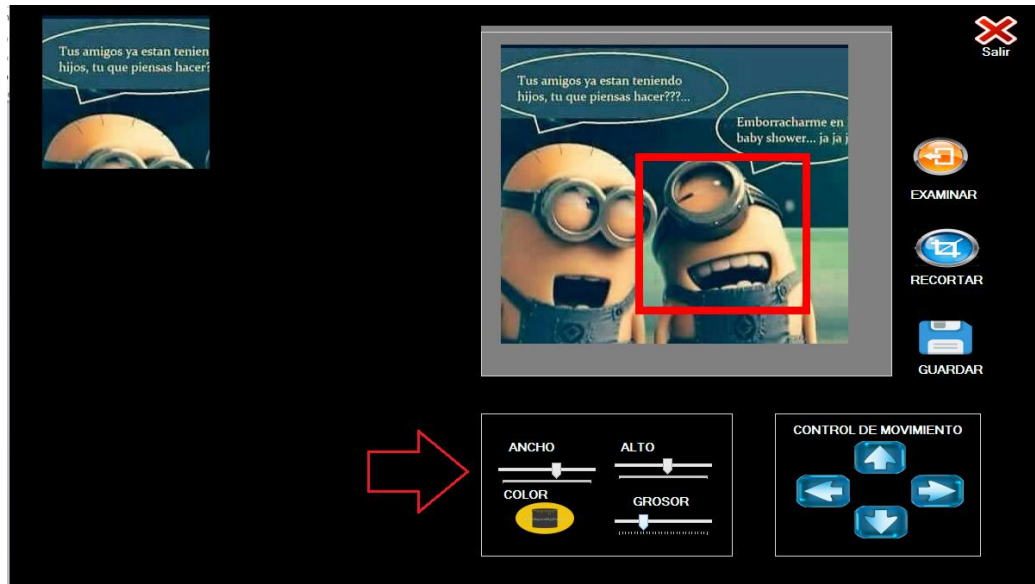 Tus amigos ya estan tenien
hijos, tu que piensas hacer?
Tus amigos ya estan teniendo
hijos, tu que piensas hacer???...
Emborracharme en
baby shower... ja ja j
Salir
EXAMINAR
RECORTAR
GUARDAR
ANCHO
ALTO
COLOR
GROSOR
CONTROL DE MOVIMIENTO